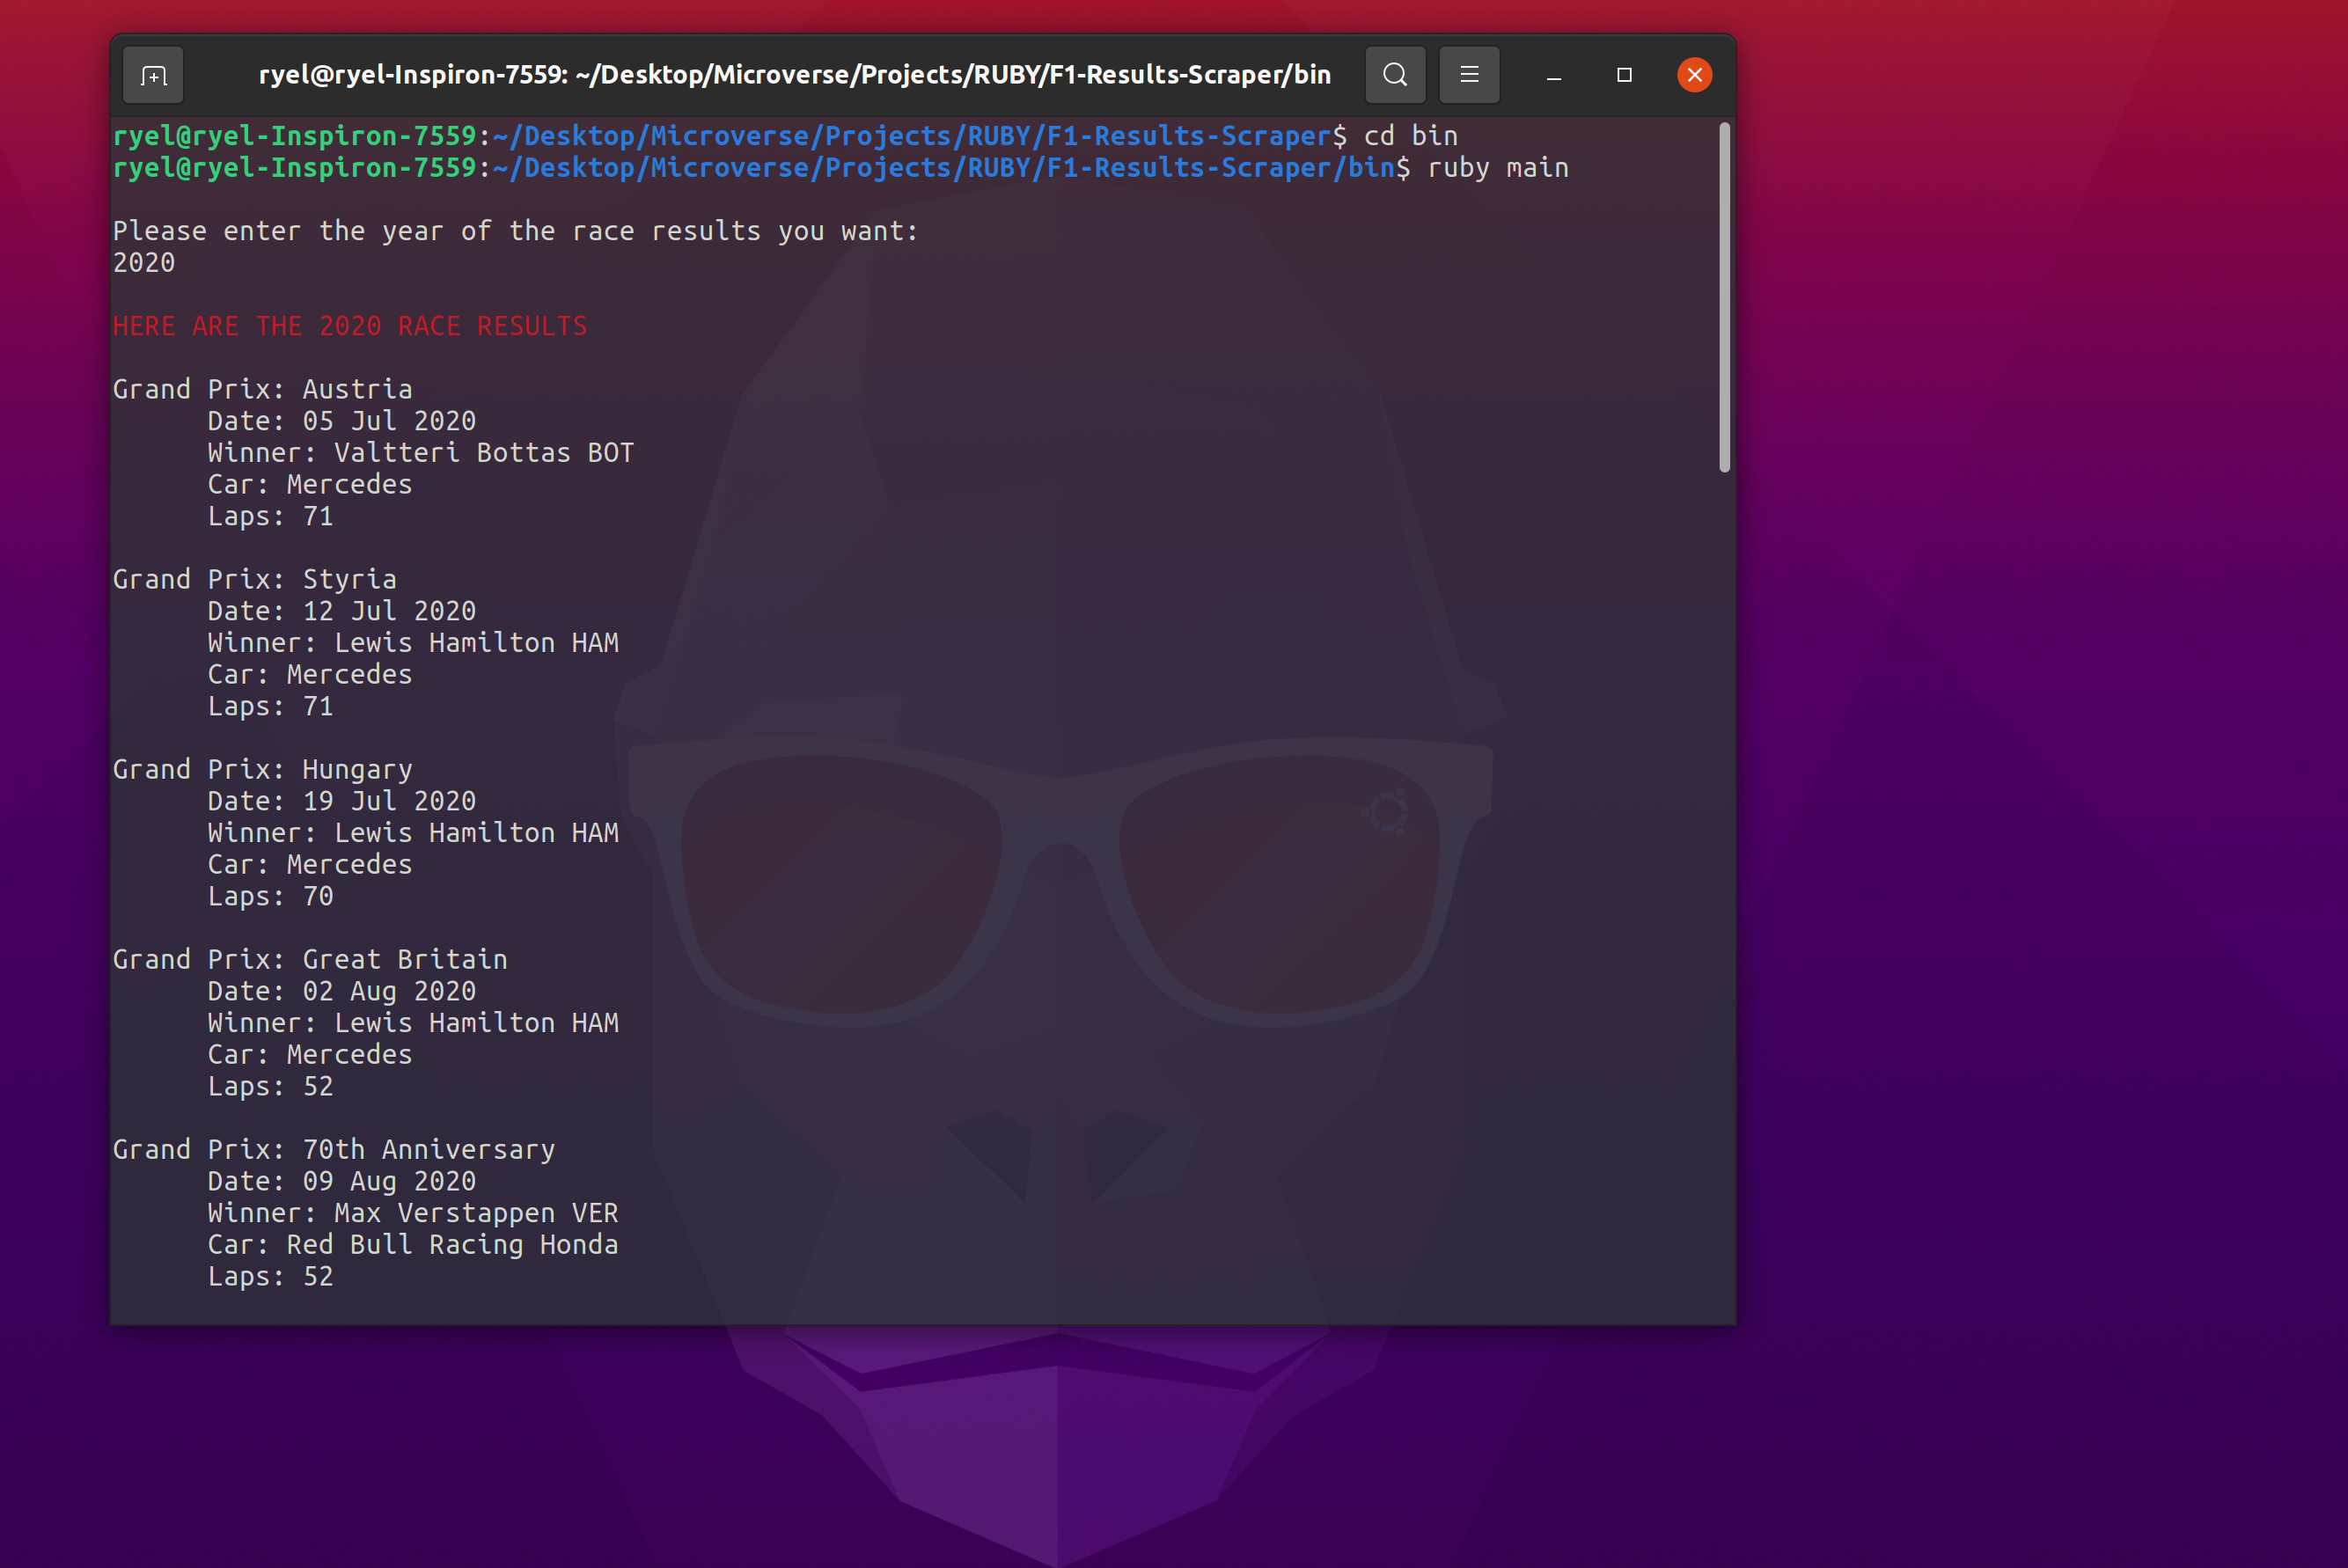 ryel@ryel-Inspiron-7559: ~/Desktop/Microverse/Projects/RUBY/F1-Results-Scraper/bin
ryel@ryel-Inspiron-7559:~/Desktop/Microverse/Projects/RUBY/F1-Results-Scraper$ cd bin
ryel@ryel-Inspiron-7559:~/Desktop/Microverse/Projects/RUBY/F1-Results-Scraper/bin$ ruby main
Please enter the year of the race results you want:
2020
HERE ARE THE 2020 RACE RESULTS
Grand Prix: Austria
Date: 05 Jul 2020
Winner: Valtteri Bottas BOT
Car: Mercedes
Laps: 71
Grand Prix: Styria
Date: 12 Jul 2020
Winner: Lewis Hamilton HAM
Car: Mercedes
Laps: 71
Grand Prix: Hungary
Date: 19 Jul 2020
Winner: Lewis Hamilton HAM
Car: Mercedes
Laps: 70
Grand Prix: Great Britain
Date: 02 Aug 2020
Winner: Lewis Hamilton HAM
Car: Mercedes
Laps: 52
Grand Prix: 70th Anniversary
Date: 09 Aug 2020
Winner: Max Verstappen VER
Car: Red Bull Racing Honda
Laps: 52